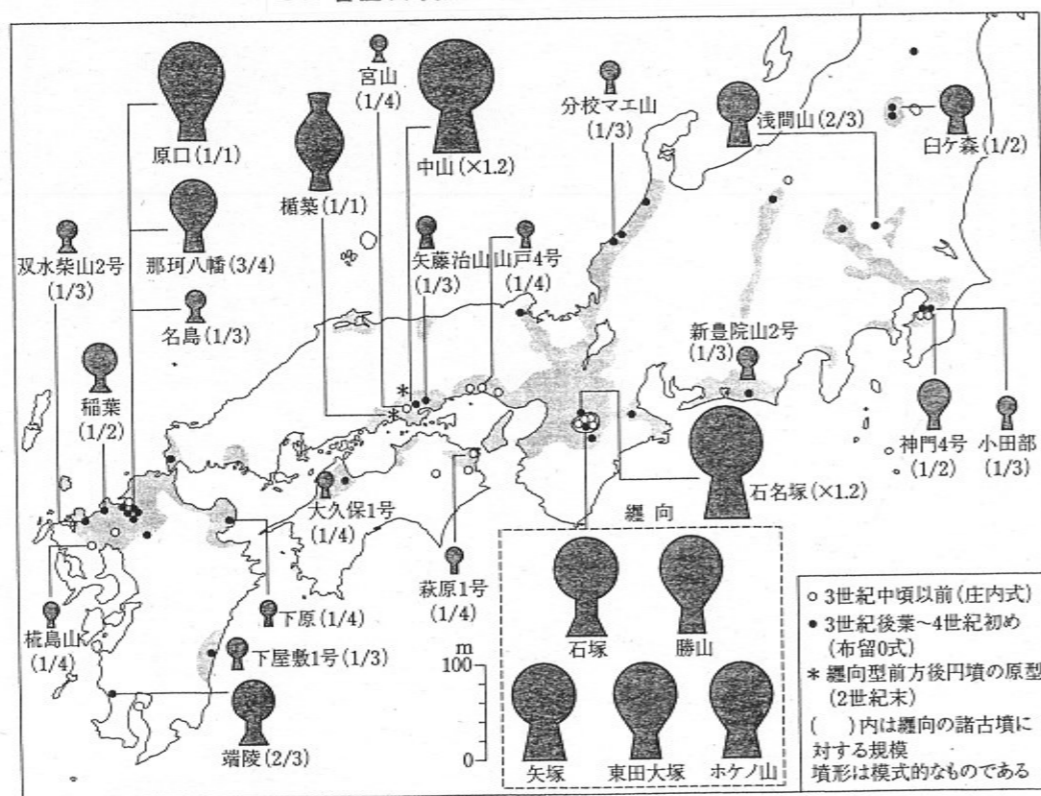 宮山
(1/4)
原口(1/1)
楯築(1/1)
中山(×1.2)
分校マエ山
(1/3)
浅間山(2/3)
臼ケ森(1/2)
双水柴山2号
(1/3)
那珂八幡(3/4)
名島(1/3)
矢藤治山
(1/3)
山戸4号
(1/4)
稲葉
(1/2)
新豊院山2号
(1/3)
神門4号
(1/2)
小田部
(1/3)
石名塚(×1.2)
大久保1号
(1/4)
萩原1号
(1/4)
纒向
石塚
勝山
矢塚
東田大塚
ホケノ山
下原(1/4)
下屋敷1号(1/3)
(1/4)
端陵(2/3)
m
100
0
○ 3世紀中頃以前(庄内式)
● 3世紀後葉~4世紀初め
(布留0式)
* 纒向型前方後円墳の原型
(2世紀末)
( )内は纒向の諸古墳に
対する規模
墳形は模式的なものである